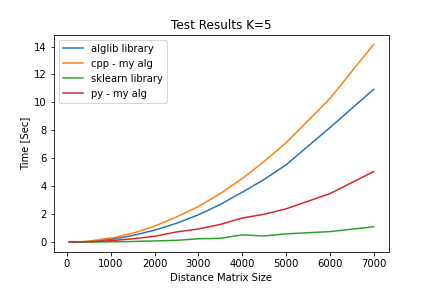 Test Results K=5
alglib library
cpp - my alg
sklearn library
py - my alg
Time [Sec]
14
12
10
8
6
4
2
0
0 1000 2000 3000 4000 5000 6000 7000
Distance Matrix Size